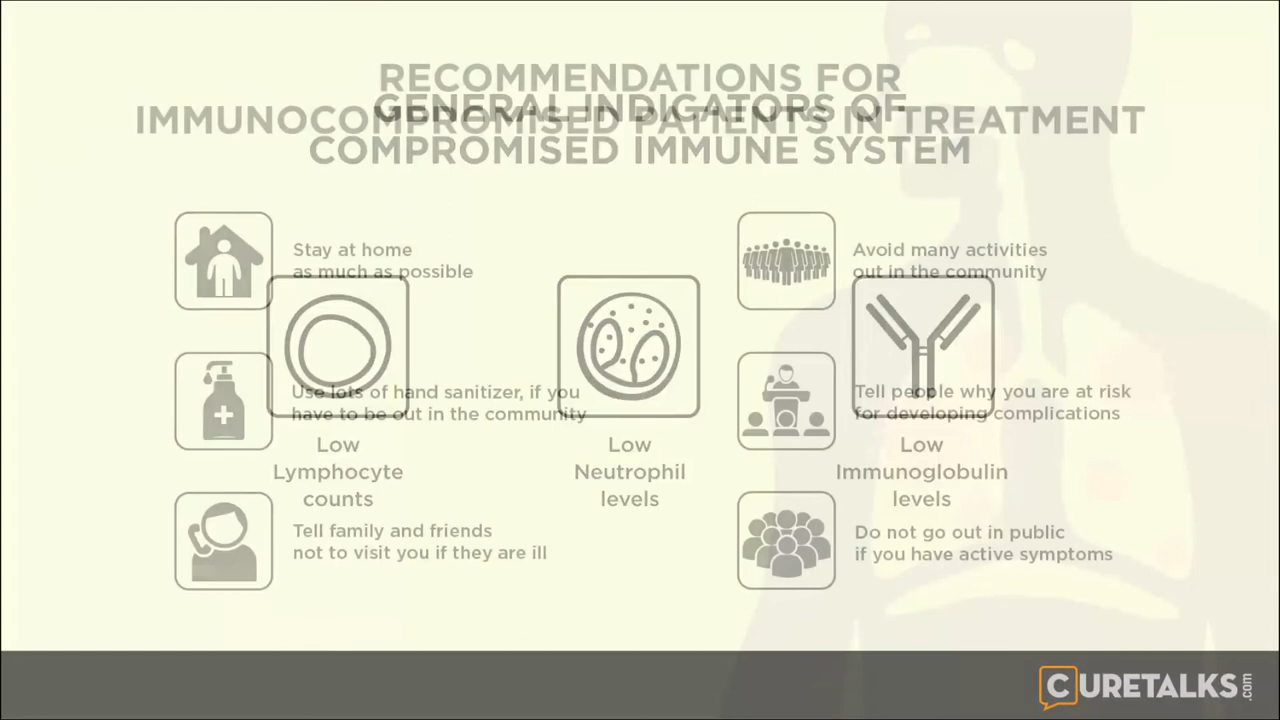 RECOMMENDATIONS FOR
IMMUNOCOMPROMISED PATIENTS IN TREATMENT
GENERAL INDICATORS OF
COMPROMISED IMMUNE SYSTEM
Stay at home
as much as possible
Avoid many activities
out in the community
Use lots of hand sanitizer, if you
have to be out in the community
Tell people why you are at risk
for developing complications
Tell family and friends
not to visit you if they are ill
Do not go out in public
if you have active symptoms
Low
Lymphocyte
counts
Low
Neutrophil
levels
Low
Immunoglobulin
levels
CURETALKS.com